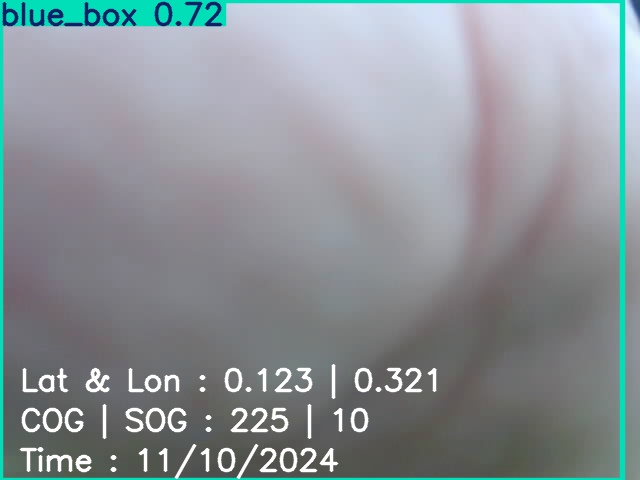 blue_box 0.72
Lat & Lon : 0.123 | 0.321
COG | SOG : 225 | 10
Time : 11/10/2024